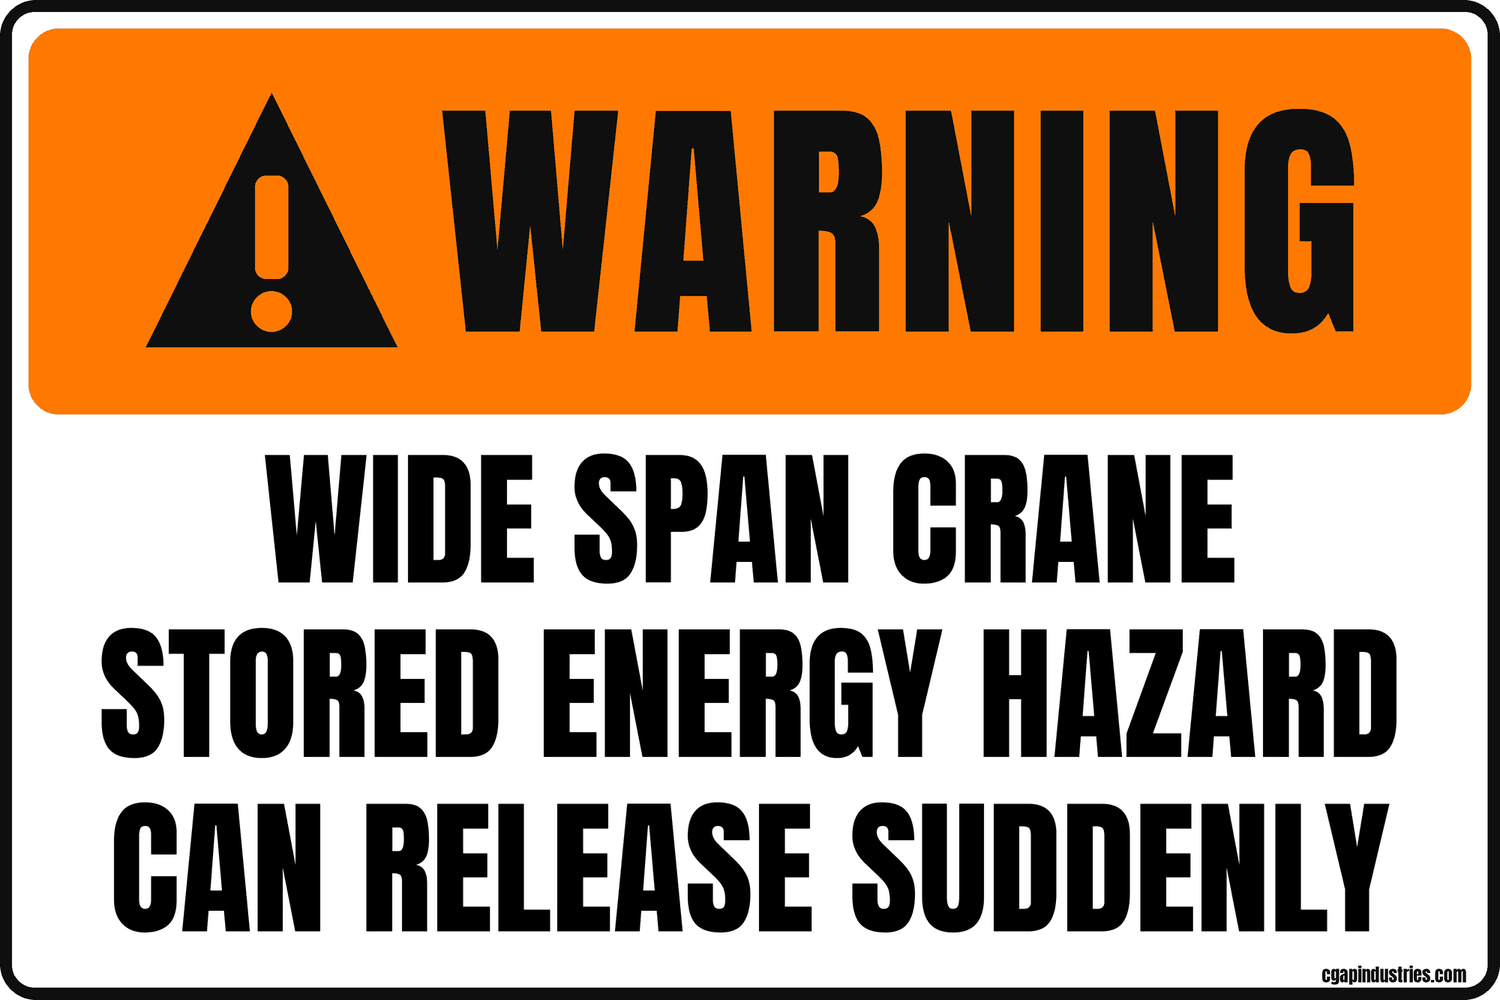 WARNING
WIDE SPAN CRANE
STORED ENERGY HAZARD
CAN RELEASE SUDDENLY
cgapindustries.com